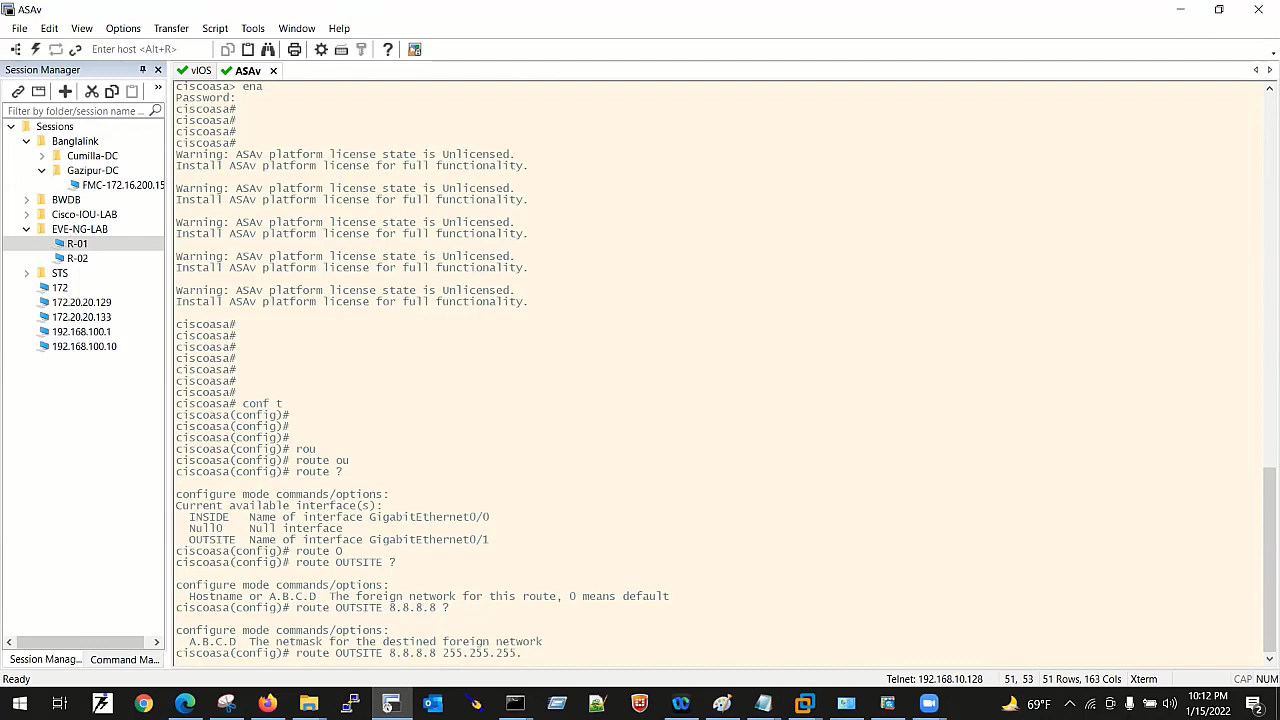 ASAv
File Edit View Options Transfer Script Tools Window Help
Enter host <Alt+R>
Session Manager
vIOS
ASAv
Filter by folder/session name ...
Sessions
Banglalink
Cumilla-DC
Gazipur-DC
FMC-172.16.200.15
BWDB
Cisco-IOU-LAB
EVE-NG-LAB
R-01
R-02
STS
172
172.20.20.129
172.20.20.133
192.168.100.1
192.168.100.10
Session Manag...
Command Ma...
ciscoasa> ena
Password:
ciscoasa#
ciscoasa#
ciscoasa#
ciscoasa#
Warning: ASAv platform license state is Unlicensed.
Install ASAv platform license for full functionality.
Warning: ASAv platform license state is Unlicensed.
Install ASAv platform license for full functionality.
Warning: ASAv platform license state is Unlicensed.
Install ASAv platform license for full functionality.
Warning: ASAv platform license state is Unlicensed.
Install ASAv platform license for full functionality.
Warning: ASAv platform license state is Unlicensed.
Install ASAv platform license for full functionality.
ciscoasa#
ciscoasa#
ciscoasa#
ciscoasa#
ciscoasa#
ciscoasa#
ciscoasa#
ciscoasa# conf t
ciscoasa(config)#
ciscoasa(config)#
ciscoasa(config)#
ciscoasa(config)# rou
ciscoasa(config)# route ou
ciscoasa(config)# route ?
configure mode commands/options:
Current available interface(s):
INSIDE Name of interface GigabitEthernet0/0
Null0 Null interface
OUTSITE Name of interface GigabitEthernet0/1
ciscoasa(config)# route O
ciscoasa(config)# route OUTSITE ?
configure mode commands/options:
Hostname or A.B.C.D The foreign network for this route, 0 means default
ciscoasa(config)# route OUTSITE 8.8.8.8 ?
configure mode commands/options:
A.B.C.D The netmask for the destined foreign network
ciscoasa(config)# route OUTSITE 8.8.8.8 255.255.255.
Ready
Telnet: 192.168.10.128 51, 53 51 Rows, 163 Cols Xterm CAP NUM
10:12 PM
1/15/2022
2